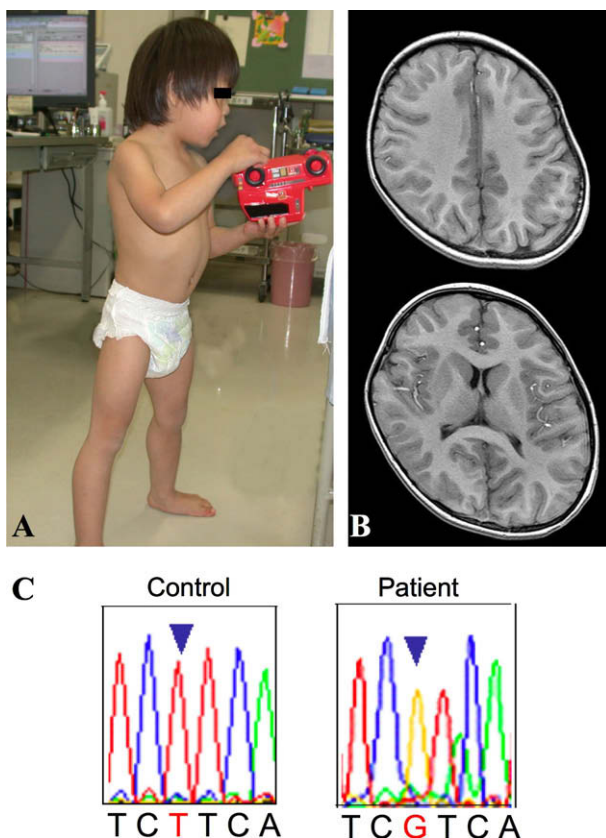 A
B
C
Control
Patient
T C T T C A
T C G T C A